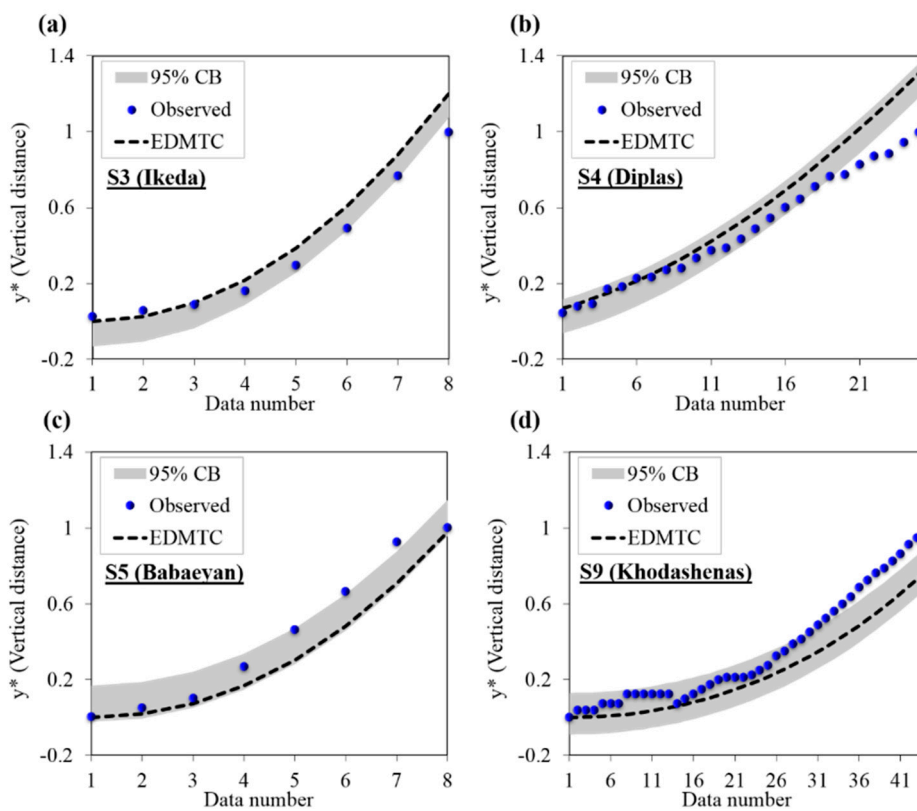 (a)
1.4
1
0.6
0.2
-0.2
y* (Vertical distance)
95% CB
Observed
EDMTC
S3 (Ikeda)
1 2 3 4 5 6 7 8
Data number
(b)
1.4
1
0.6
0.2
-0.2
y* (Vertical distance)
95% CB
Observed
EDMTC
S4 (Diplas)
1 6 11 16 21
Data number
(c)
1.4
1
0.6
0.2
-0.2
y* (Vertical distance)
95% CB
Observed
EDMTC
S5 (Babaeyan)
1 2 3 4 5 6 7 8
Data number
(d)
1.4
1
0.6
0.2
-0.2
y* (Vertical distance)
95% CB
Observed
EDMTC
S9 (Khodashenas)
1 6 11 16 21 26 31 36 41
Data number